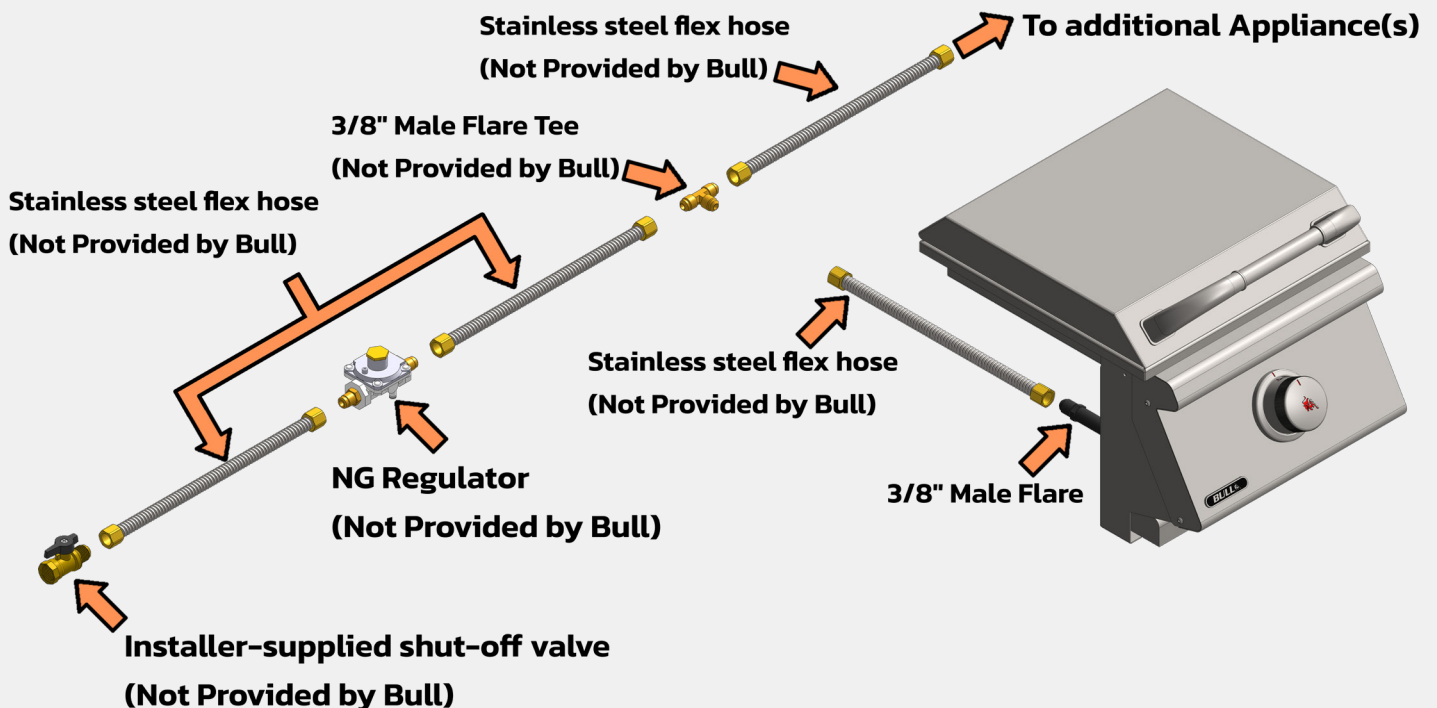 Stainless steel flex hose
(Not Provided by Bull)
To additional Appliance(s)
3/8" Male Flare Tee
(Not Provided by Bull)
Stainless steel flex hose
(Not Provided by Bull)
Stainless steel flex hose
(Not Provided by Bull)
NG Regulator
(Not Provided by Bull)
3/8" Male Flare
BULL
Installer-supplied shut-off valve
(Not Provided by Bull)